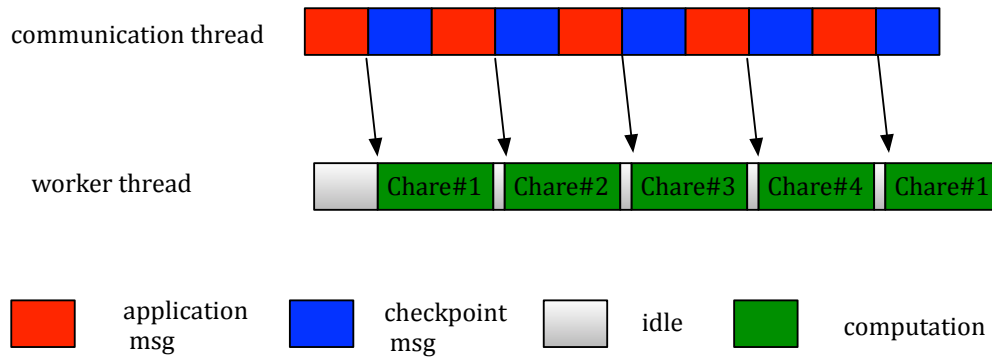 communication thread
worker thread
Chare#1 Chare#2 Chare#3 Chare#4 Chare#1
application
msg
checkpoint
msg
idle
computation